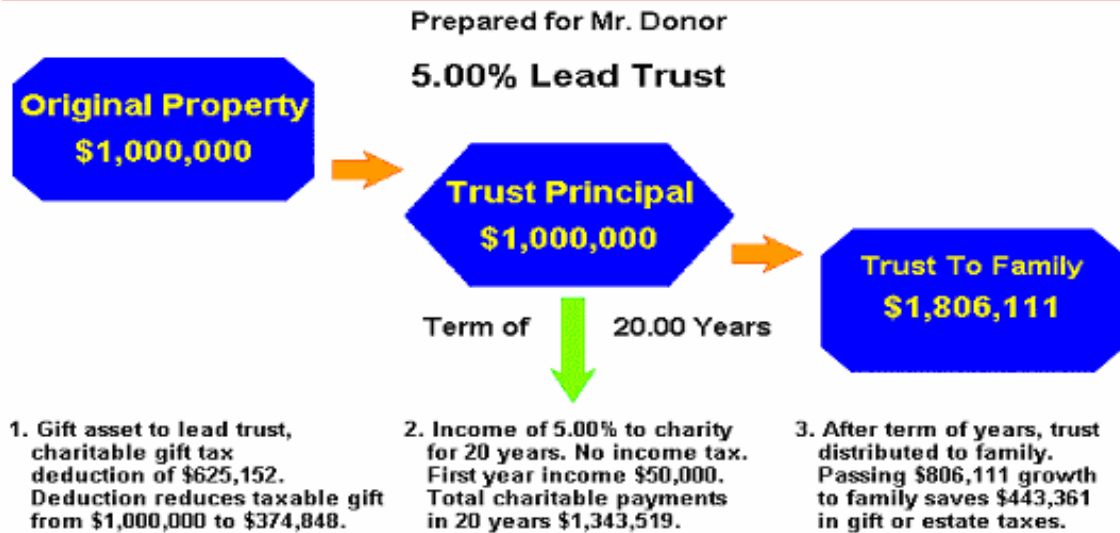 Prepared for Mr. Donor
5.00% Lead Trust
Original Property
$1,000,000
Trust Principal
$1,000,000
Trust To Family
$1,806,111
Term of 20.00 Years
1. Gift asset to lead trust,
charitable gift tax
deduction of $625,152.
Deduction reduces taxable gift
from $1,000,000 to $374,848.
2. Income of 5.00% to charity
for 20 years. No income tax.
First year income $50,000.
Total charitable payments
in 20 years $1,343,519.
3. After term of years, trust
distributed to family.
Passing $806,111 growth
to family saves $443,361
in gift or estate taxes.